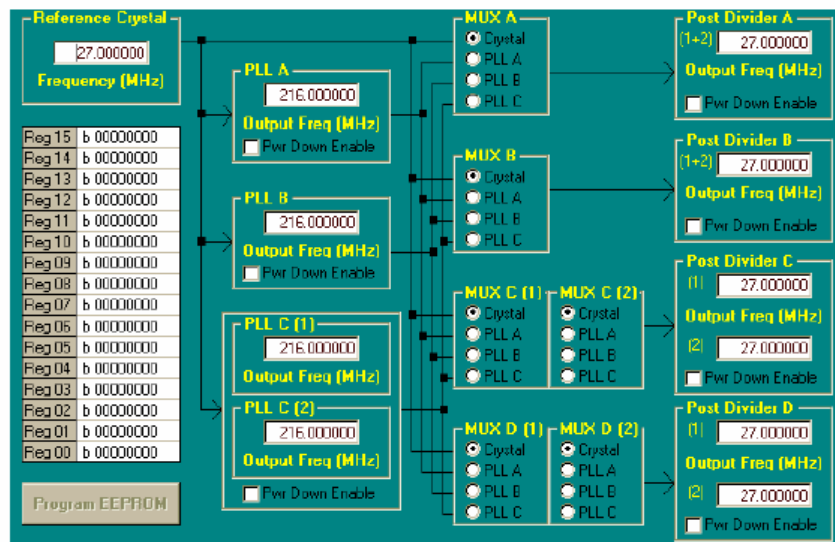 Reference Crystal
27.000000
Frequency (MHz)
Reg 15 b 00000000
Reg 14 b 00000000
Reg 13 b 00000000
Reg 12 b 00000000
Reg 11 b 00000000
Reg 10 b 00000000
Reg 09 b 00000000
Reg 08 b 00000000
Reg 07 b 00000000
Reg 06 b 00000000
Reg 05 b 00000000
Reg 04 b 00000000
Reg 03 b 00000000
Reg 02 b 00000000
Reg 01 b 00000000
Reg 00 b 00000000
Program EEPROM
PLL A
216.000000
Output Freq (MHz)
Pwr Down Enable
PLL B
216.000000
Output Freq (MHz)
Pwr Down Enable
PLL C (1)
216.000000
Output Freq (MHz)
PLL C (2)
216.000000
Output Freq (MHz)
Pwr Down Enable
MUX A
Crystal
PLL A
PLL B
PLL C
MUX B
Crystal
PLL A
PLL B
PLL C
MUX C (1)
Crystal
PLL A
PLL B
PLL C
MUX C (2)
Crystal
PLL A
PLL B
PLL C
MUX D (1)
Crystal
PLL A
PLL B
PLL C
MUX D (2)
Crystal
PLL A
PLL B
PLL C
Post Divider A
(1+2) 27.000000
Output Freq (MHz)
Pwr Down Enable
Post Divider B
(1+2) 27.000000
Output Freq (MHz)
Pwr Down Enable
Post Divider C
(1) 27.000000
Output Freq (MHz)
(2) 27.000000
Pwr Down Enable
Post Divider D
(1) 27.000000
Output Freq (MHz)
(2) 27.000000
Pwr Down Enable